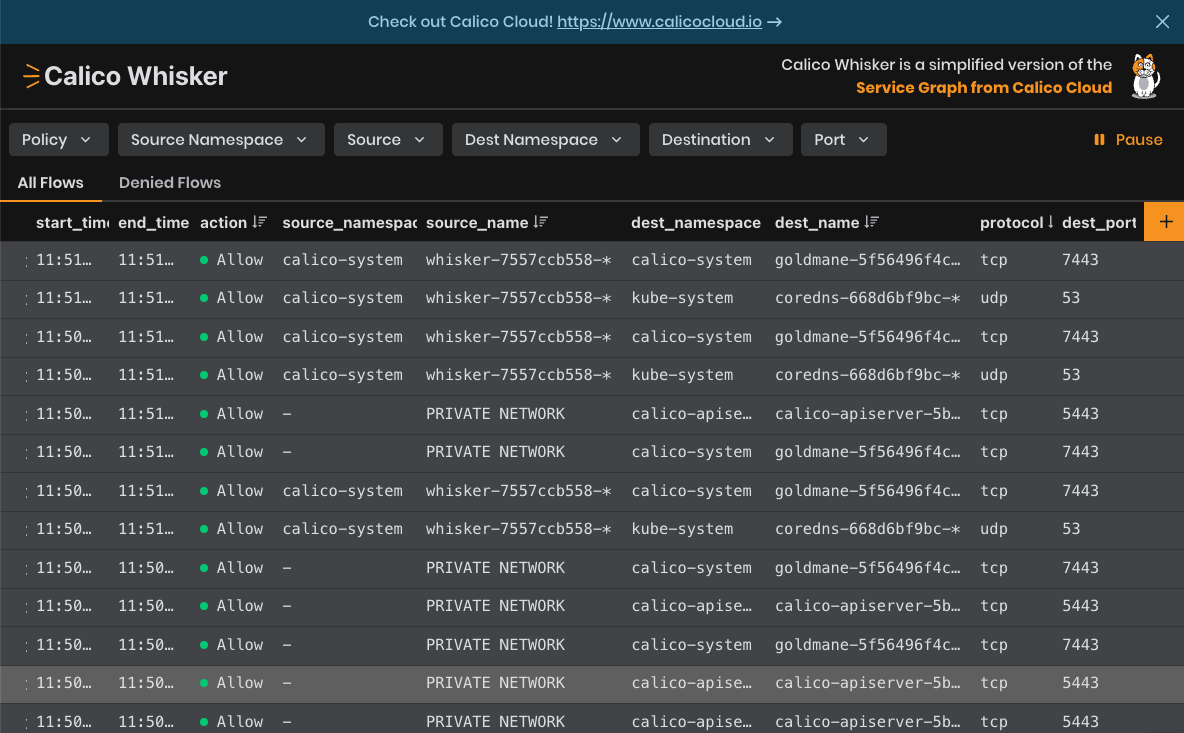 Check out Calico Cloud! https://www.calicocloud.io →
Calico Whisker
Calico Whisker is a simplified version of the
Service Graph from Calico Cloud
Policy Source Namespace Source Dest Namespace Destination Port Pause
All Flows Denied Flows
start_time end_time action source_namespac source_name dest_namespace dest_name protocol dest_port +
11:51… 11:51… Allow calico-system whisker-7557ccb558-* calico-system goldmane-5f56496f4c… tcp 7443
11:51… 11:51… Allow calico-system whisker-7557ccb558-* kube-system coredns-668d6bf9bc-* udp 53
11:50… 11:51… Allow calico-system whisker-7557ccb558-* calico-system goldmane-5f56496f4c… tcp 7443
11:50… 11:51… Allow calico-system whisker-7557ccb558-* kube-system coredns-668d6bf9bc-* udp 53
11:50… 11:51… Allow – PRIVATE NETWORK calico-apise… calico-apiserver-5b… tcp 5443
11:50… 11:51… Allow – PRIVATE NETWORK calico-system goldmane-5f56496f4c… tcp 7443
11:50… 11:51… Allow calico-system whisker-7557ccb558-* calico-system goldmane-5f56496f4c… tcp 7443
11:50… 11:51… Allow calico-system whisker-7557ccb558-* kube-system coredns-668d6bf9bc-* udp 53
11:50… 11:50… Allow – PRIVATE NETWORK calico-system goldmane-5f56496f4c… tcp 7443
11:50… 11:50… Allow – PRIVATE NETWORK calico-apise… calico-apiserver-5b… tcp 5443
11:50… 11:50… Allow – PRIVATE NETWORK calico-system goldmane-5f56496f4c… tcp 7443
11:50… 11:50… Allow – PRIVATE NETWORK calico-apise… calico-apiserver-5b… tcp 5443
11:50… 11:50… Allow – PRIVATE NETWORK calico-apise… calico-apiserver-5b… tcp 5443